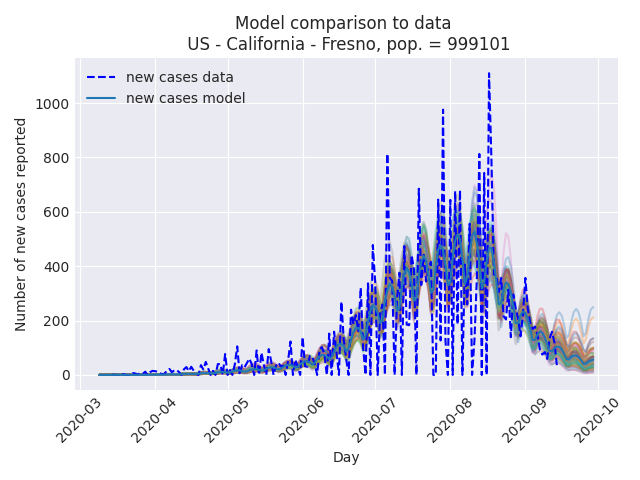 Model comparison to data
US - California - Fresno, pop. = 999101
new cases data
new cases model
Number of new cases reported
1000
800
600
400
200
0
2020-03
2020-04
2020-05
2020-06
2020-07
2020-08
2020-09
2020-10
Day